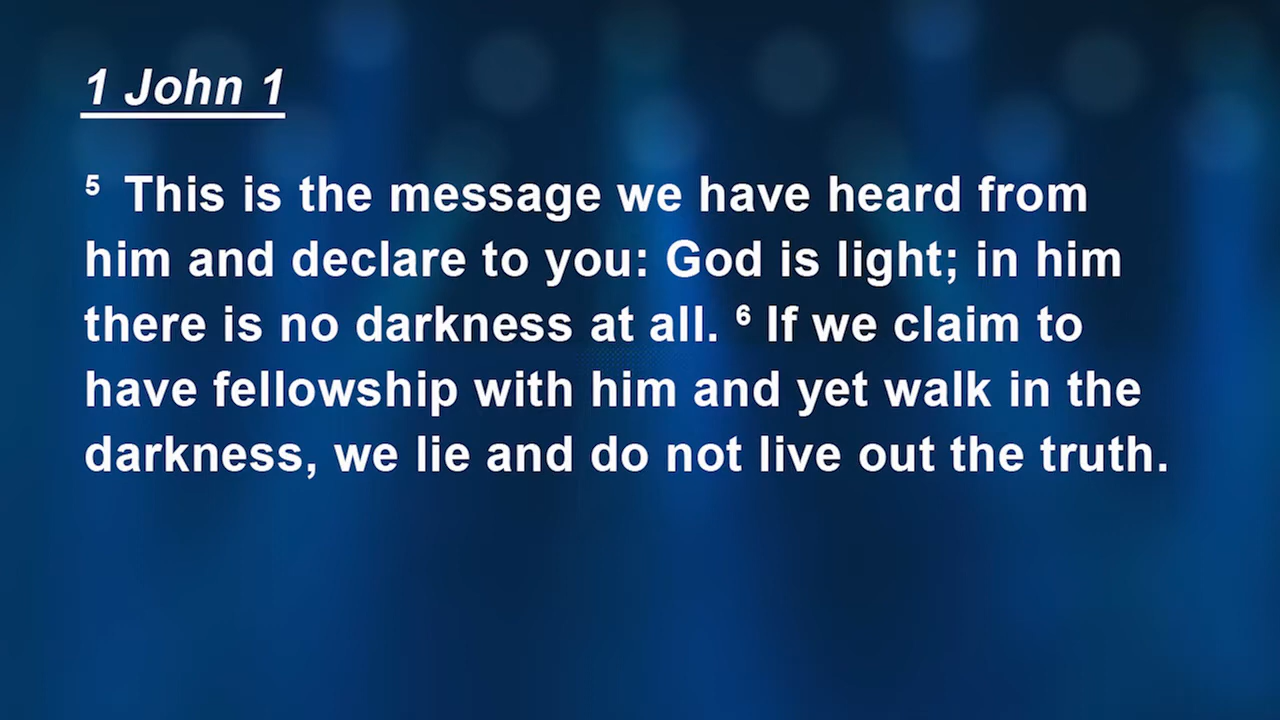 1 John 1
⁵ This is the message we have heard from
him and declare to you: God is light; in him
there is no darkness at all. ⁶ If we claim to
have fellowship with him and yet walk in the
darkness, we lie and do not live out the truth.